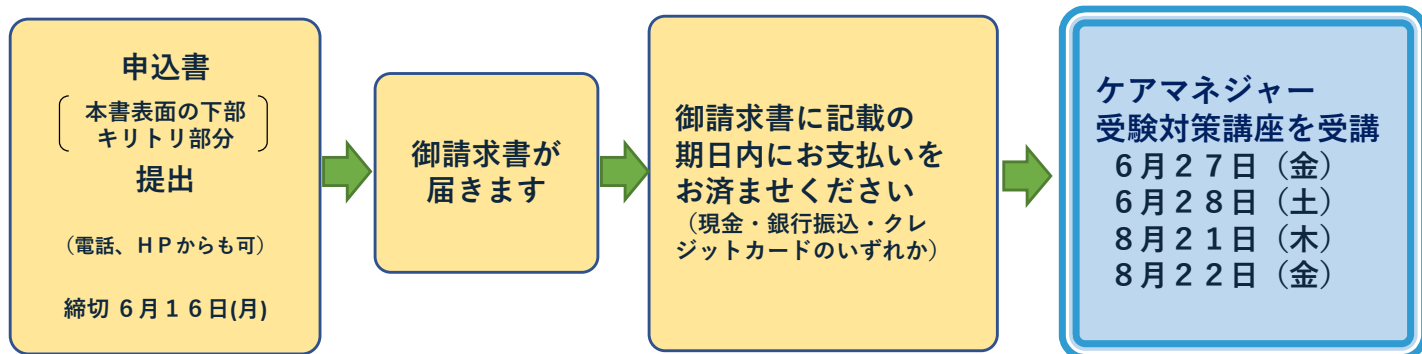 申込書
本書表面の下部
キリトリ部分
提出
（電話、ＨＰからも可）
締切 ６月１６日(月)
御請求書が
届きます
御請求書に記載の
期日内にお支払いを
お済ませください
（現金・銀行振込・クレ
ジットカードのいずれか）
ケアマネジャー
受験対策講座を受講
６月２７日（金）
６月２８日（土）
８月２１日（木）
８月２２日（金）